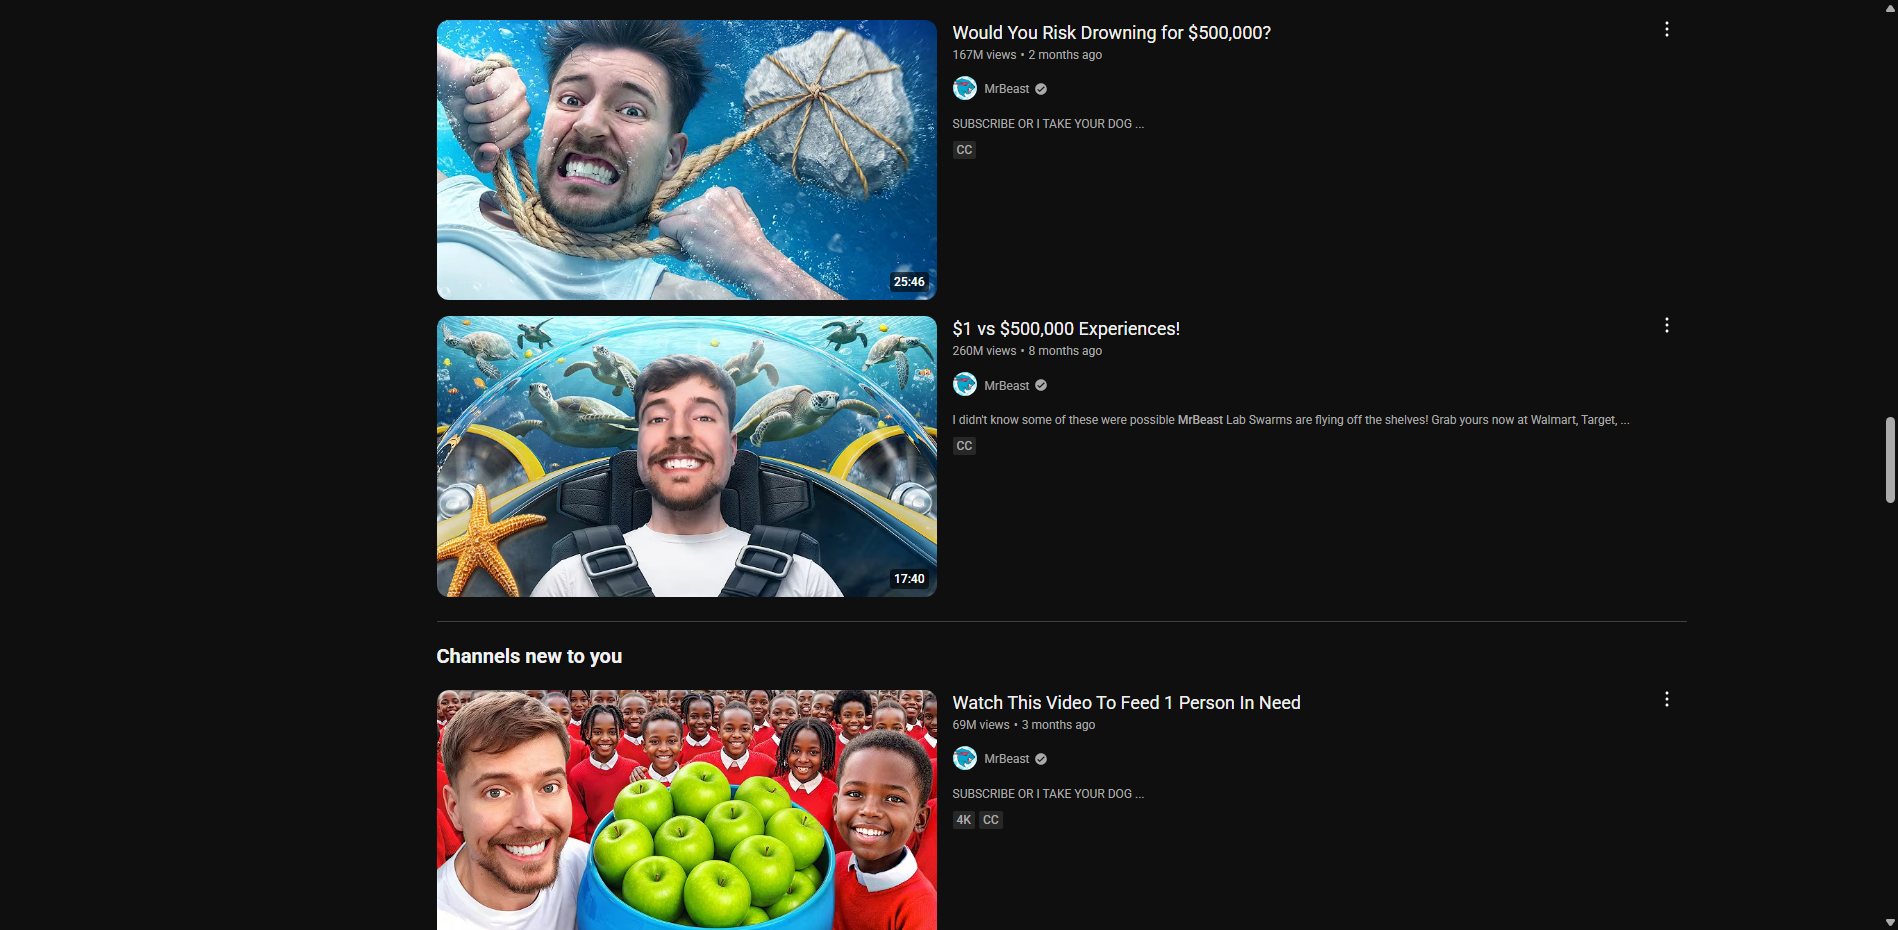 Would You Risk Drowning for $500,000?
167M views • 2 months ago
MrBeast
SUBSCRIBE OR I TAKE YOUR DOG ...
CC
25:46
$1 vs $500,000 Experiences!
260M views • 8 months ago
MrBeast
I didn't know some of these were possible MrBeast Lab Swarms are flying off the shelves! Grab yours now at Walmart, Target, ...
CC
17:40
Channels new to you
Watch This Video To Feed 1 Person In Need
69M views • 3 months ago
MrBeast
SUBSCRIBE OR I TAKE YOUR DOG ...
4K CC